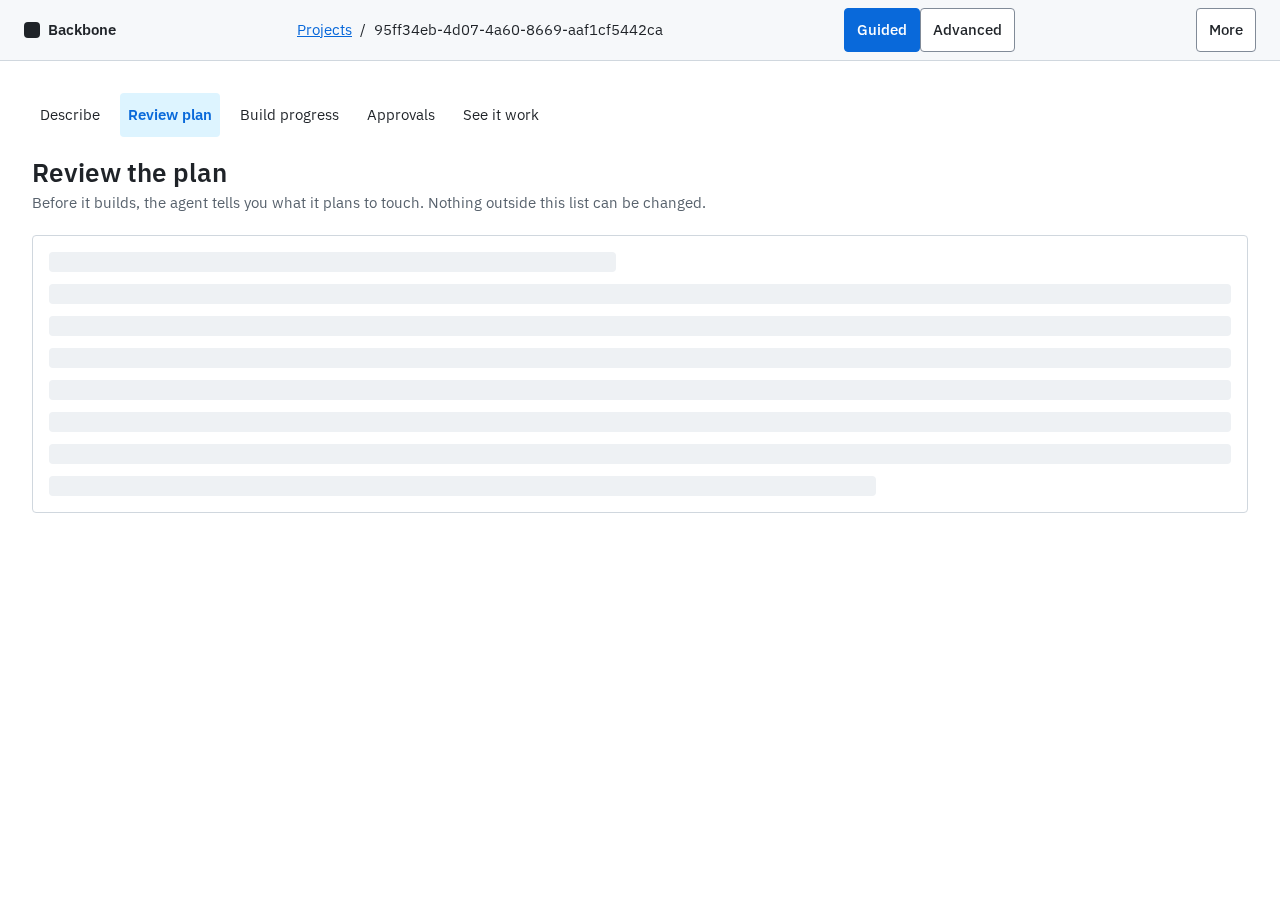 Backbone
Projects / 95ff34eb-4d07-4a60-8669-aaf1cf5442ca
Guided
Advanced
More
Describe
Review plan
Build progress
Approvals
See it work
Review the plan
Before it builds, the agent tells you what it plans to touch. Nothing outside this list can be changed.